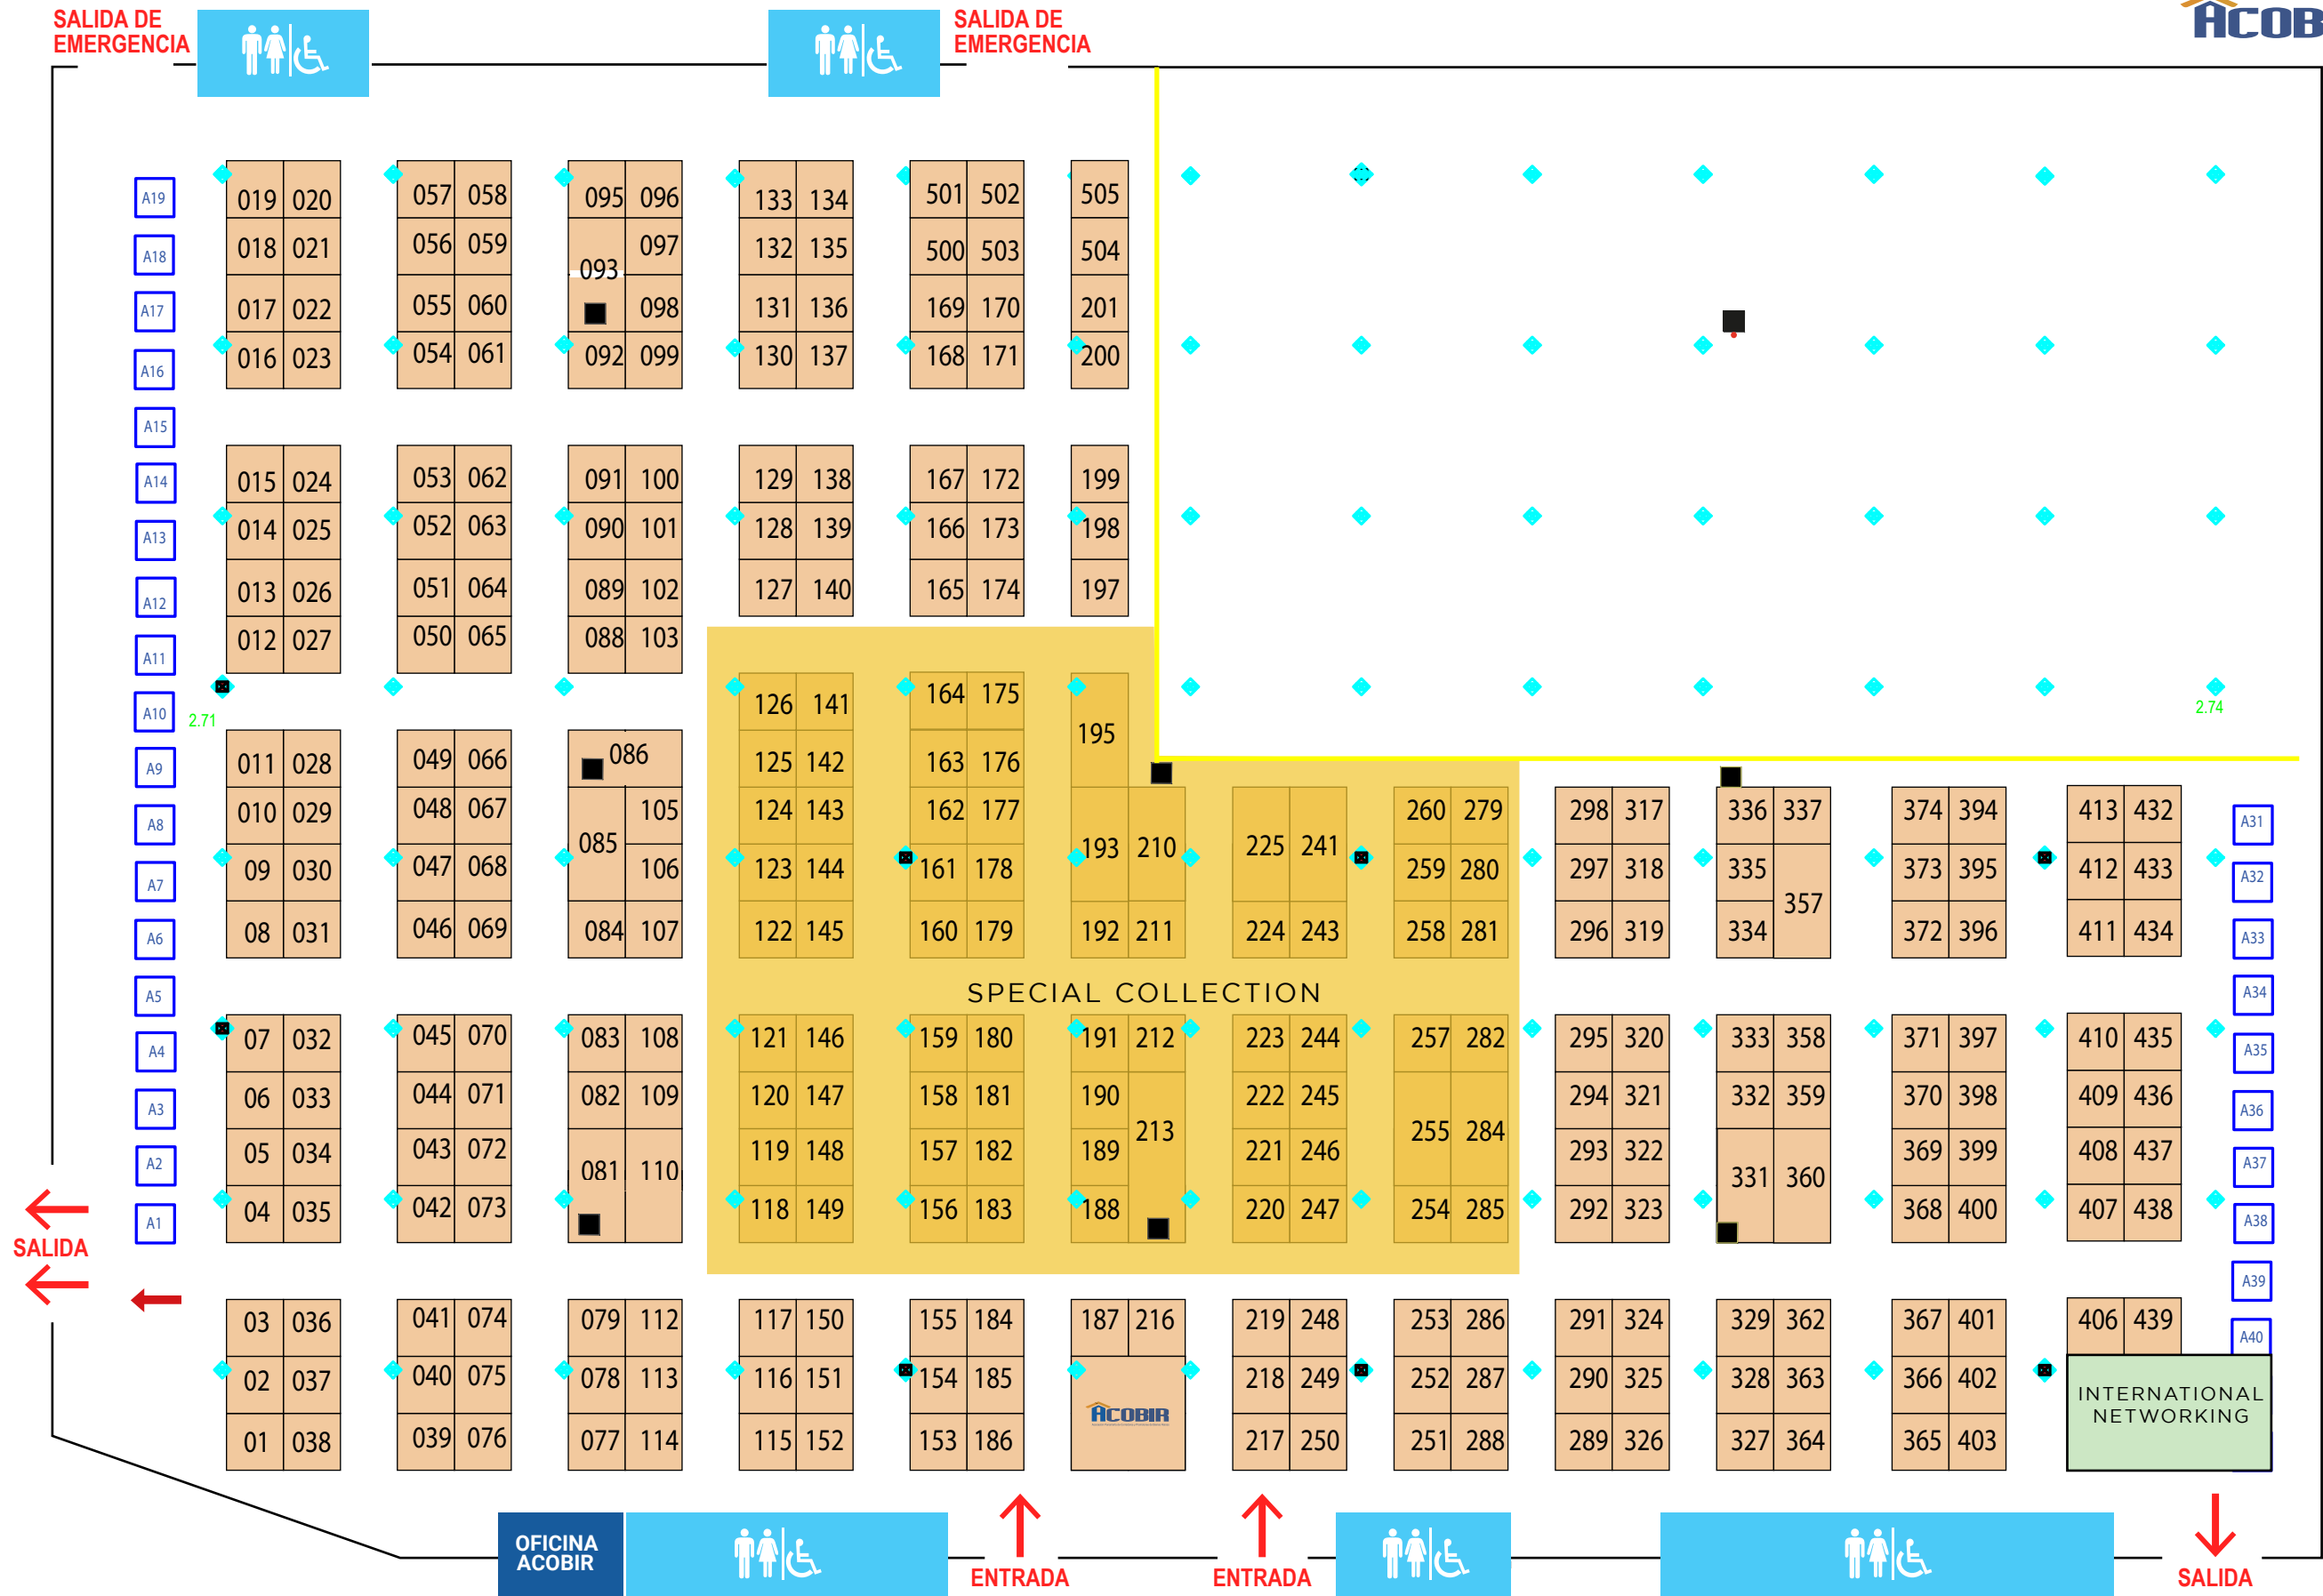 SALIDA DE
EMERGENCIA
SALIDA DE
EMERGENCIA
ACOB
A19 019 020 057 058 095 096 133 134 501 502 505
A18 018 021 056 059 093 097 132 135 500 503 504
A17 017 022 055 060 098 131 136 169 170 201
A16 016 023 054 061 092 099 130 137 168 171 200
A15
A14 015 024 053 062 091 100 129 138 167 172 199
A13 014 025 052 063 090 101 128 139 166 173 198
A12 013 026 051 064 089 102 127 140 165 174 197
A11 012 027 050 065 088 103
A10 2.71 126 141 164 175 195 2.74
A9 011 028 049 066 086 125 142 163 176
A8 010 029 048 067 085 105 124 143 162 177 193 210 225 241 260 279 298 317 336 337 374 394 413 432 A31
A7 09 030 047 068 106 123 144 161 178 259 280 297 318 335 357 373 395 412 433 A32
A6 08 031 046 069 084 107 122 145 160 179 192 211 224 243 258 281 296 319 334 372 396 411 434 A33
A5 SPECIAL COLLECTION A34
A4 07 032 045 070 083 108 121 146 159 180 191 212 223 244 257 282 295 320 333 358 371 397 410 435 A35
A3 06 033 044 071 082 109 120 147 158 181 190 213 222 245 255 284 294 321 332 359 370 398 409 436 A36
A2 05 034 043 072 081 110 119 148 157 182 189 221 246 293 322 331 360 369 399 408 437 A37
A1 04 035 042 073 118 149 156 183 188 220 247 254 285 292 323 368 400 407 438 A38
SALIDA
A39
03 036 041 074 079 112 117 150 155 184 187 216 219 248 253 286 291 324 329 362 367 401 406 439 A40
02 037 040 075 078 113 116 151 154 185 218 249 252 287 290 325 328 363 366 402
INTERNATIONAL
NETWORKING
ACOBIR
01 038 039 076 077 114 115 152 153 186 217 250 251 288 289 326 327 364 365 403
OFICINA
ACOBIR
ENTRADA
ENTRADA
SALIDA